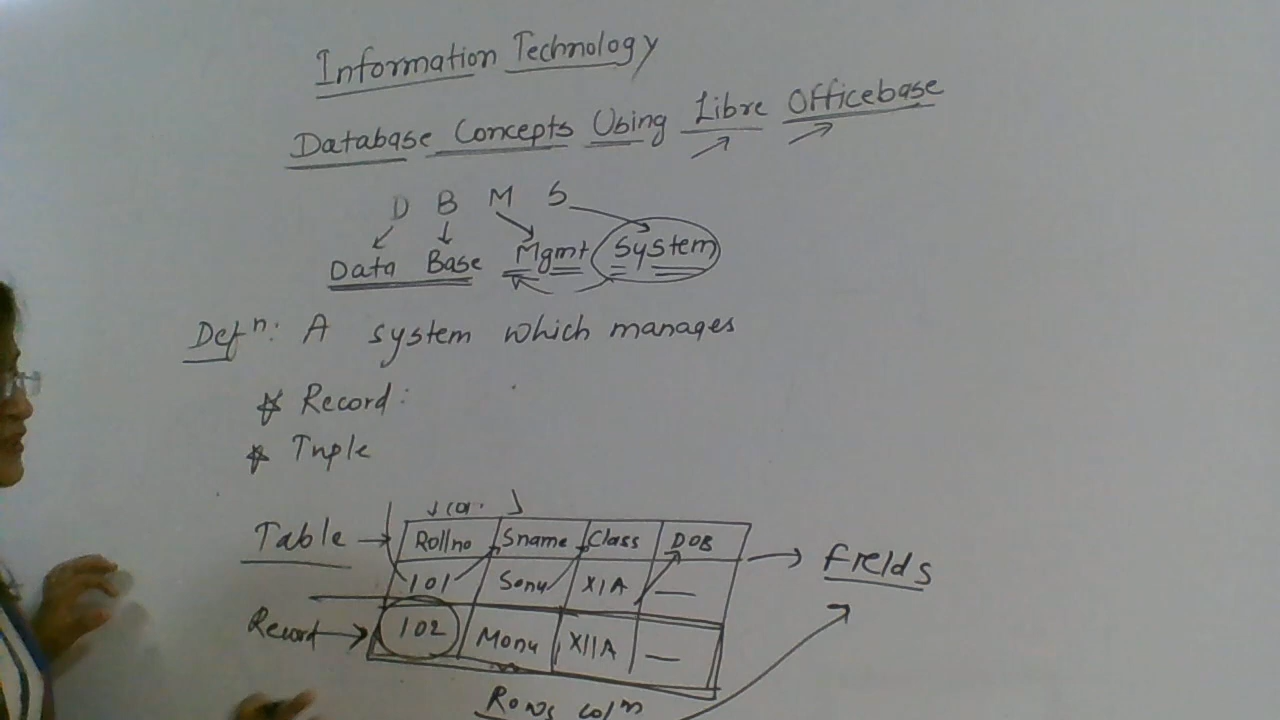 Information Technology
Database Concepts Using Libre Officebase
D B M S
Data Base Mgmt System
Defn: A system which manages
* Record:
* Tuple
Table → Rollno Sname Class DOB → Fields
101 Sonu XIA —
Record → 102 Monu XIIA —
Rows colm